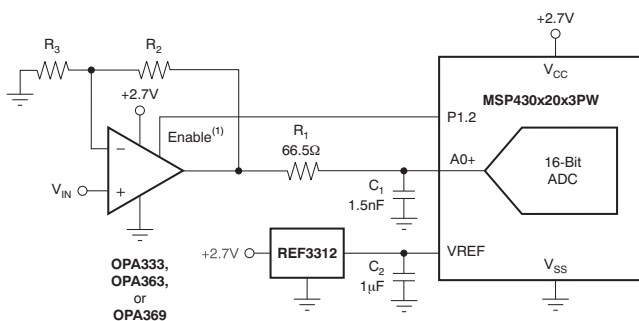 +2.7V
R3
R2
VCC
+2.7V
MSP430x20x3PW
Enable(1)
P1.2
R1
66.5Ω
−
A0+
16-Bit
ADC
VIN
+
C1
1.5nF
+2.7V
REF3312
VREF
OPA333,
OPA363,
or
OPA369
C2
1μF
VSS